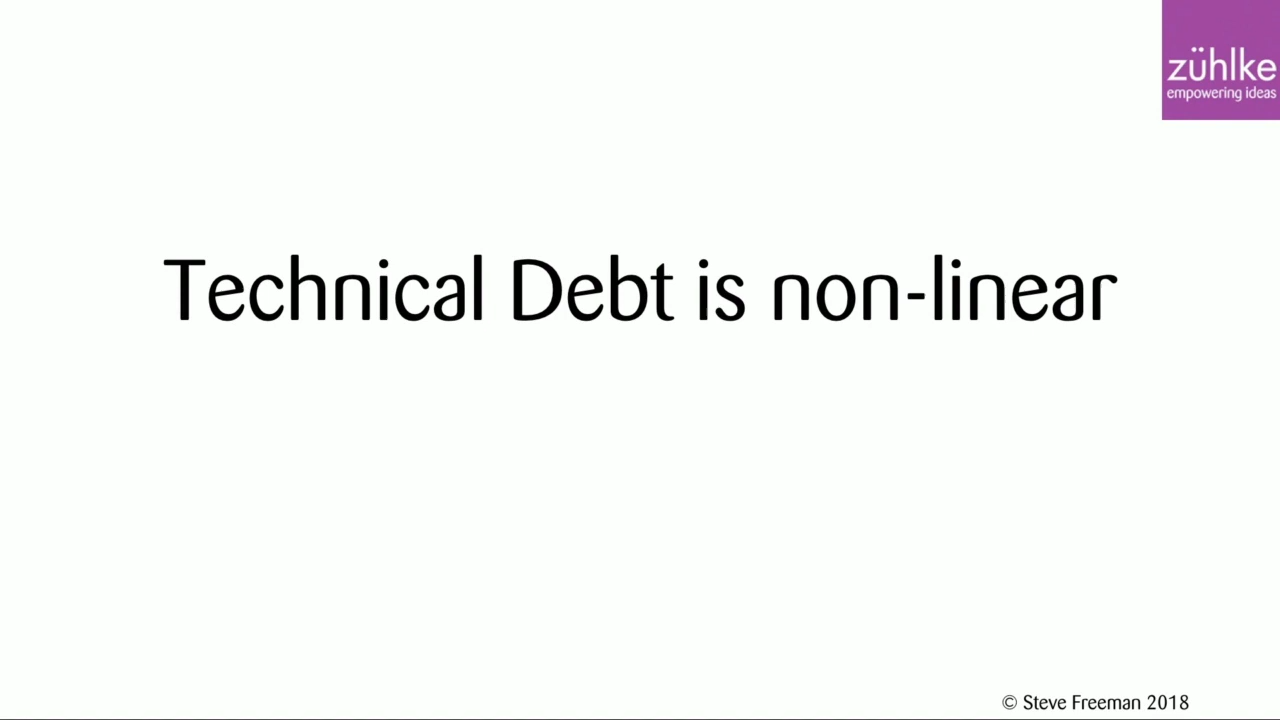 zühlke
empowering ideas
Technical Debt is non-linear
© Steve Freeman 2018